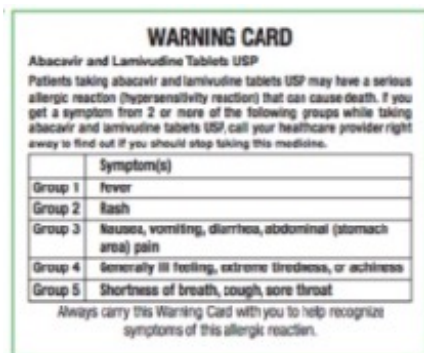 WARNING CARD
Abacavir and Lamivudine Tablets USP
Patients taking abacavir and lamivudine tablets USP may have a serious
allergic reaction (hypersensitivity reaction) that can cause death. If you
get a symptom from 2 or more of the following groups while taking
abacavir and lamivudine tablets USP, call your healthcare provider right
away to find out if you should stop taking this medicine.
Symptom(s)
Group 1 Fever
Group 2 Rash
Group 3 Nausea, vomiting, diarrhea, abdominal (stomach
area) pain
Group 4 Generally ill feeling, extreme tiredness, or achiness
Group 5 Shortness of breath, cough, sore throat
Always carry this Warning Card with you to help recognize
symptoms of this allergic reaction.